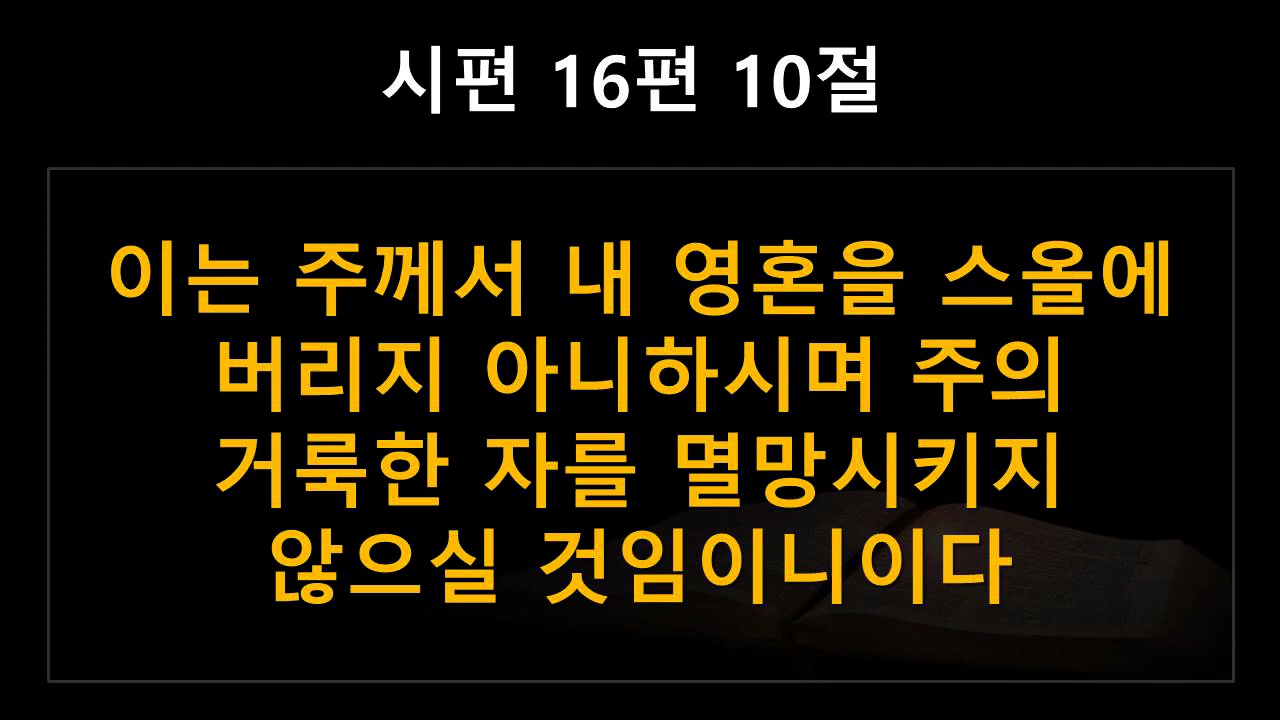 시편 16편 10절
이는 주께서 내 영혼을 스올에
버리지 아니하시며 주의
거룩한 자를 멸망시키지
않으실 것임이니이다